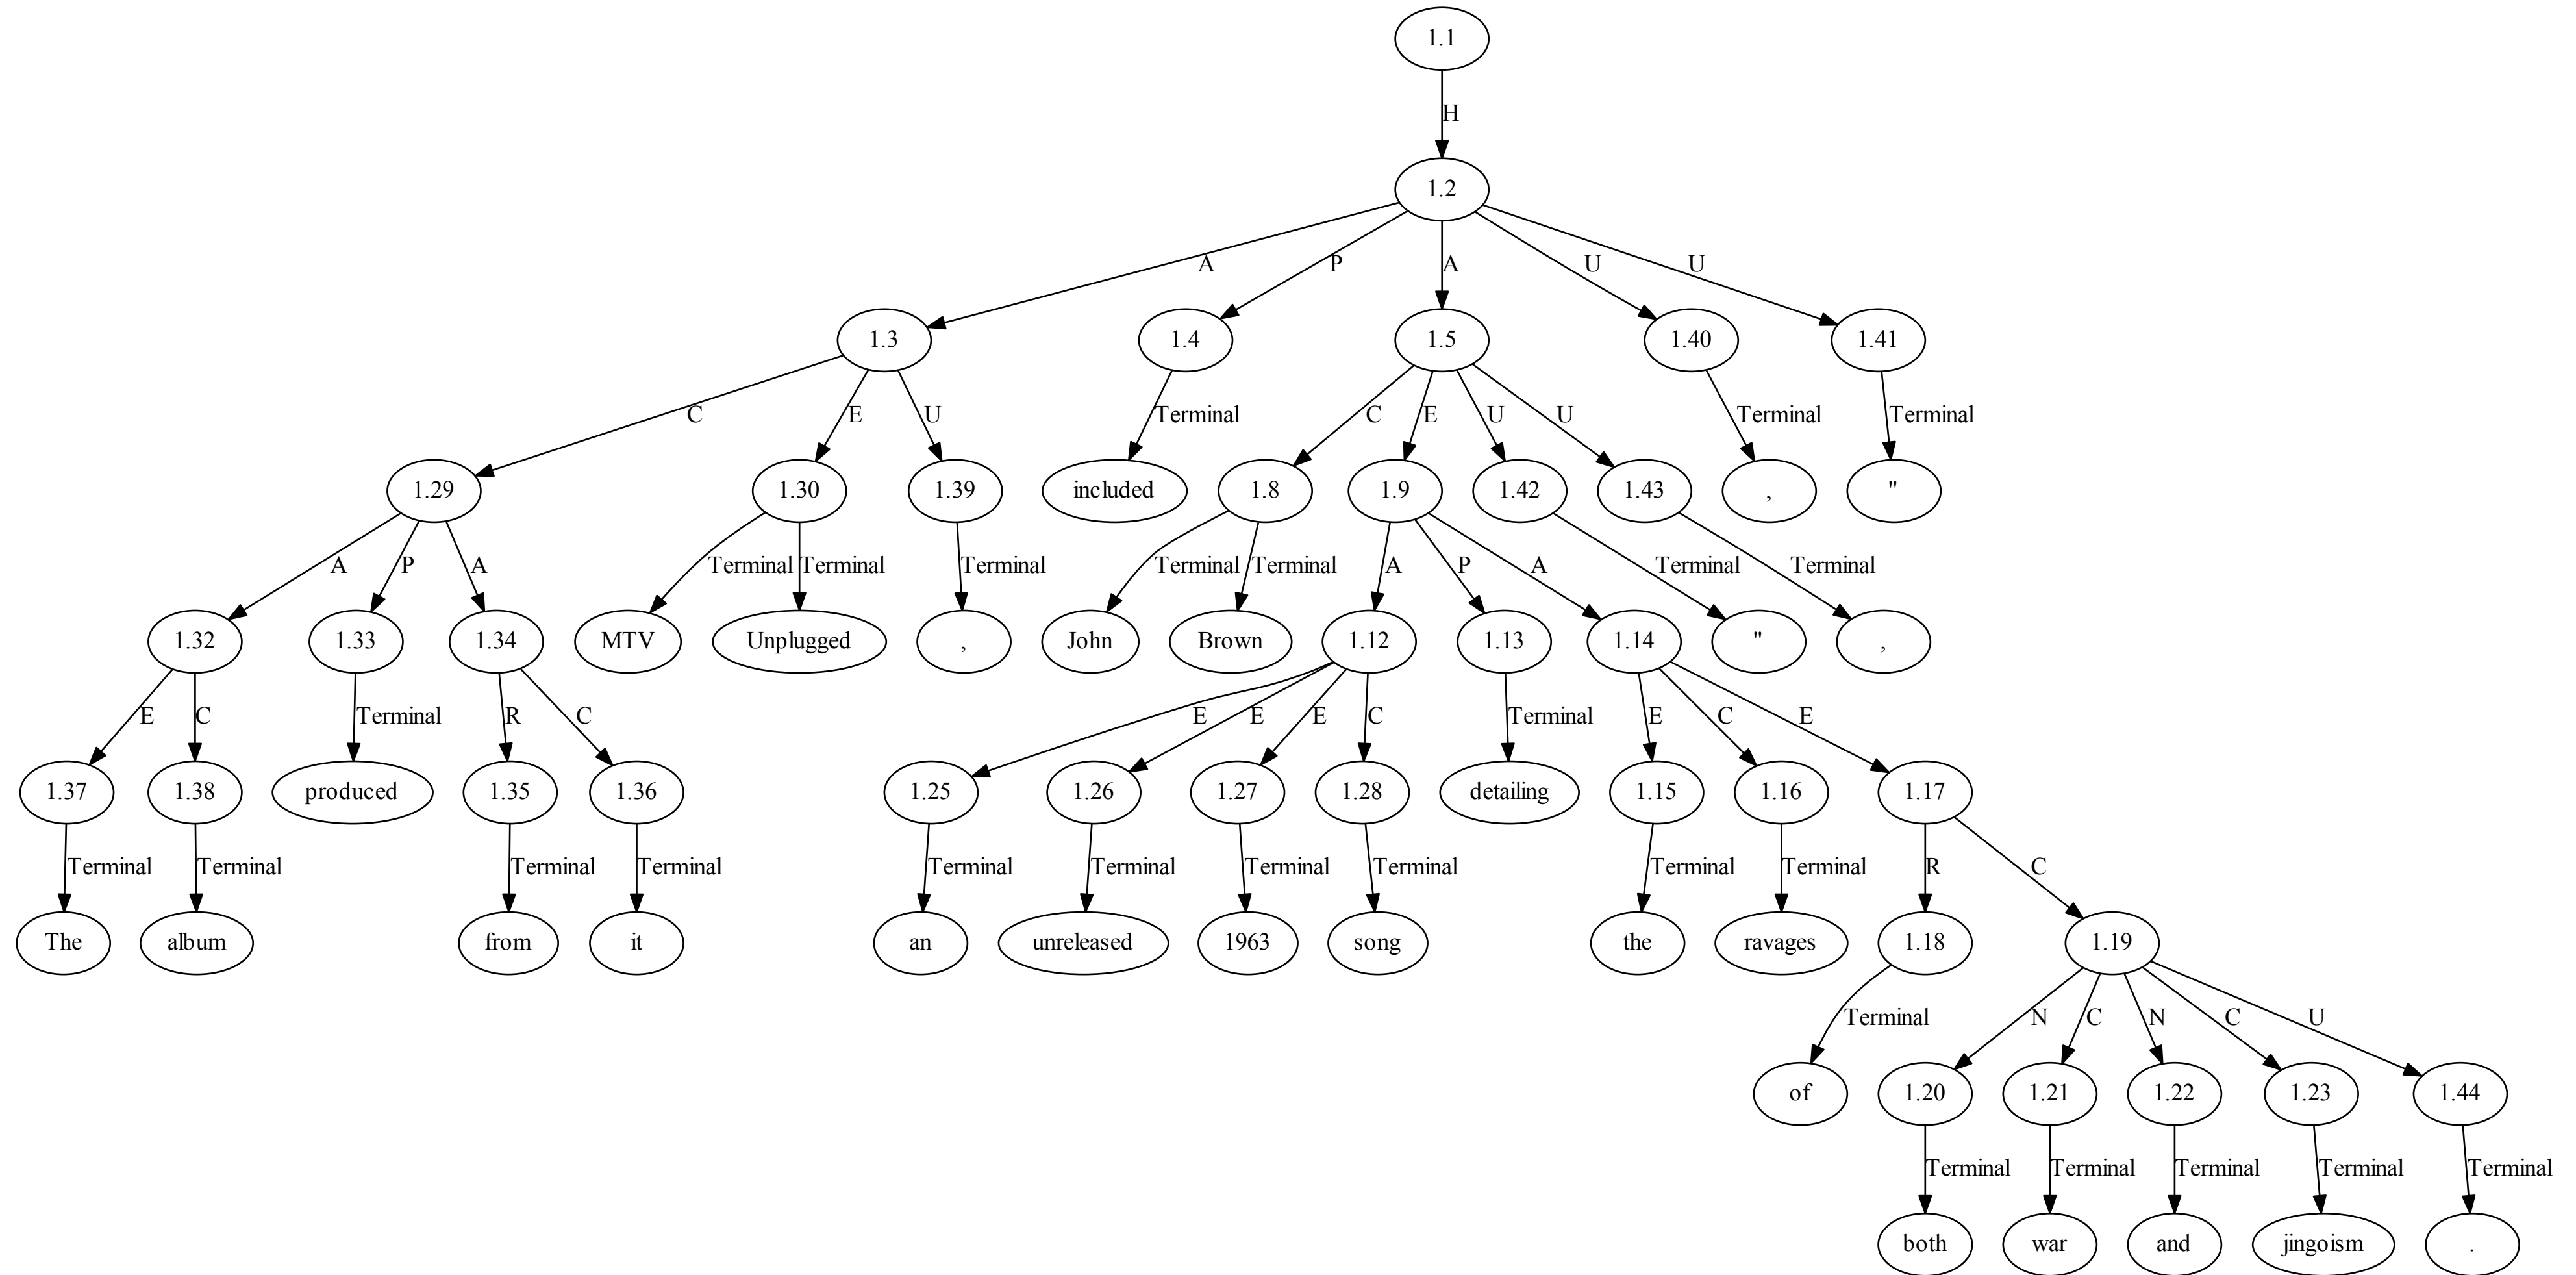 1.1
H
1.2
A P A U U
1.3 1.4 1.5 1.40 1.41
C E U Terminal C E U U Terminal Terminal
1.29 1.30 1.39 included 1.8 1.9 1.42 1.43 , "
A P A Terminal Terminal Terminal Terminal Terminal A P A Terminal Terminal
1.32 1.33 1.34 MTV Unplugged , John Brown 1.12 1.13 1.14 " ,
E C Terminal R C E E E C Terminal E C E
1.37 1.38 produced 1.35 1.36 1.25 1.26 1.27 1.28 detailing 1.15 1.16 1.17
Terminal Terminal Terminal Terminal Terminal Terminal Terminal Terminal Terminal Terminal R C
The album from it an unreleased 1963 song the ravages 1.18 1.19
Terminal N C N C U
of 1.20 1.21 1.22 1.23 1.44
Terminal Terminal Terminal Terminal Terminal
both war and jingoism .